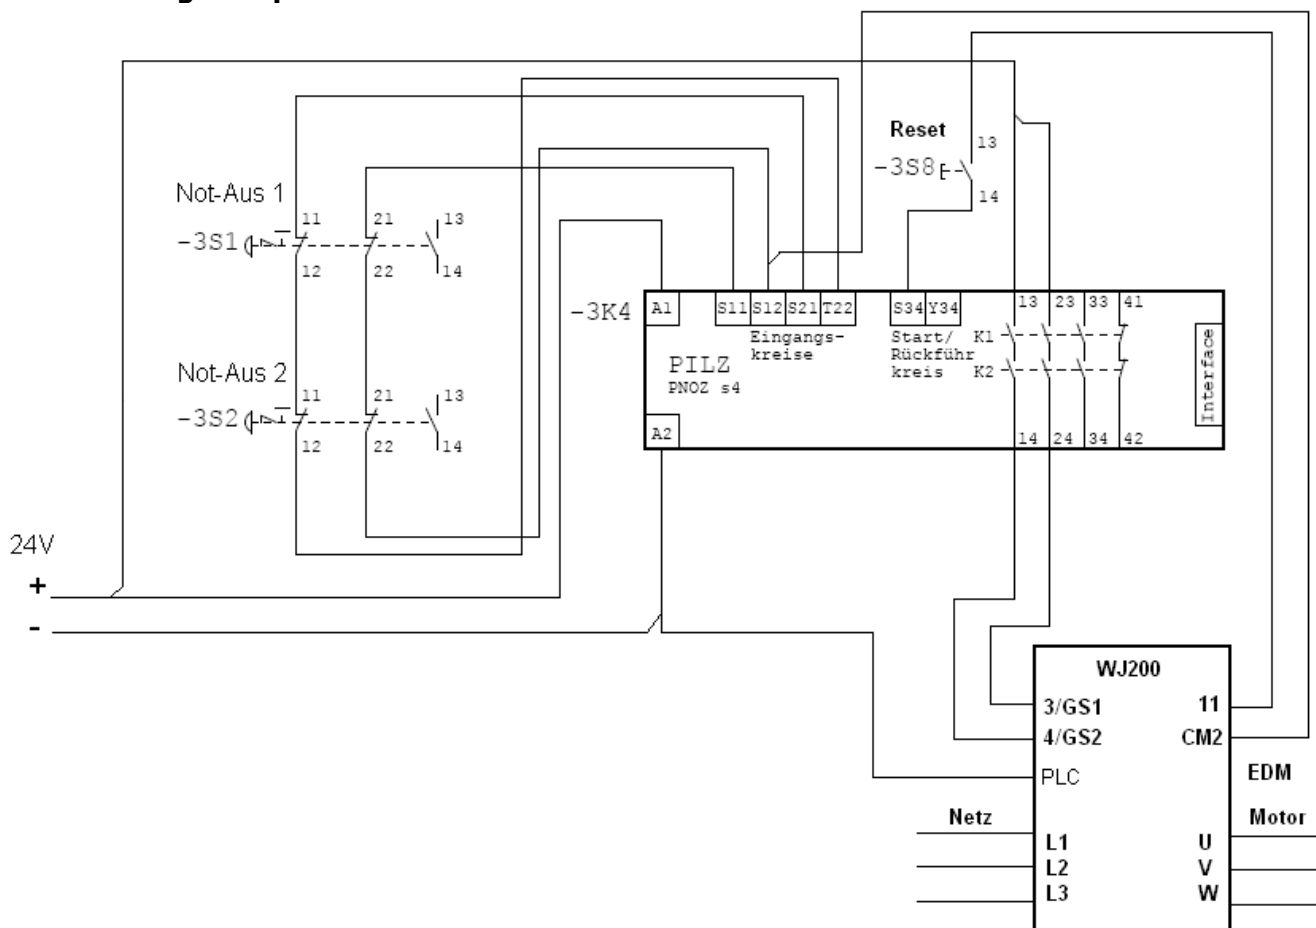 Reset
13
-3S8
14
Not-Aus 1
11 21 13
-3S1
12 22 14
-3K4
A1 S11 S12 S21 T22 S34 Y34 13 23 33 41
Eingangs-
kreise
Start/
Rückführ
kreis
K1
K2
PILZ
PNOZ s4
Interface
A2
14 24 34 42
Not-Aus 2
11 21 13
-3S2
12 22 14
24V
+
-
WJ200
3/GS1 11
4/GS2 CM2
PLC EDM
Netz Motor
L1 U
L2 V
L3 W